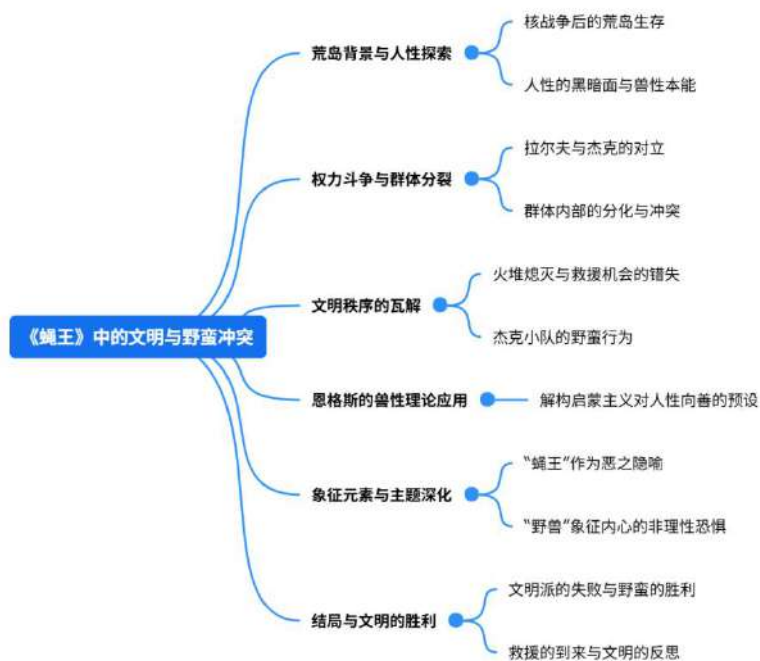 《蝇王》中的文明与野蛮冲突
荒岛背景与人性探索
核战争后的荒岛生存
人性的黑暗面与兽性本能
权力斗争与群体分裂
拉尔夫与杰克的对立
群体内部的分化与冲突
文明秩序的瓦解
火堆熄灭与救援机会的错失
杰克小队的野蛮行为
恩格斯的兽性理论应用
解构启蒙主义对人性向善的预设
象征元素与主题深化
“蝇王”作为恶之隐喻
“野兽”象征内心的非理性恐惧
结局与文明的胜利
文明派的失败与野蛮的胜利
救援的到来与文明的反思